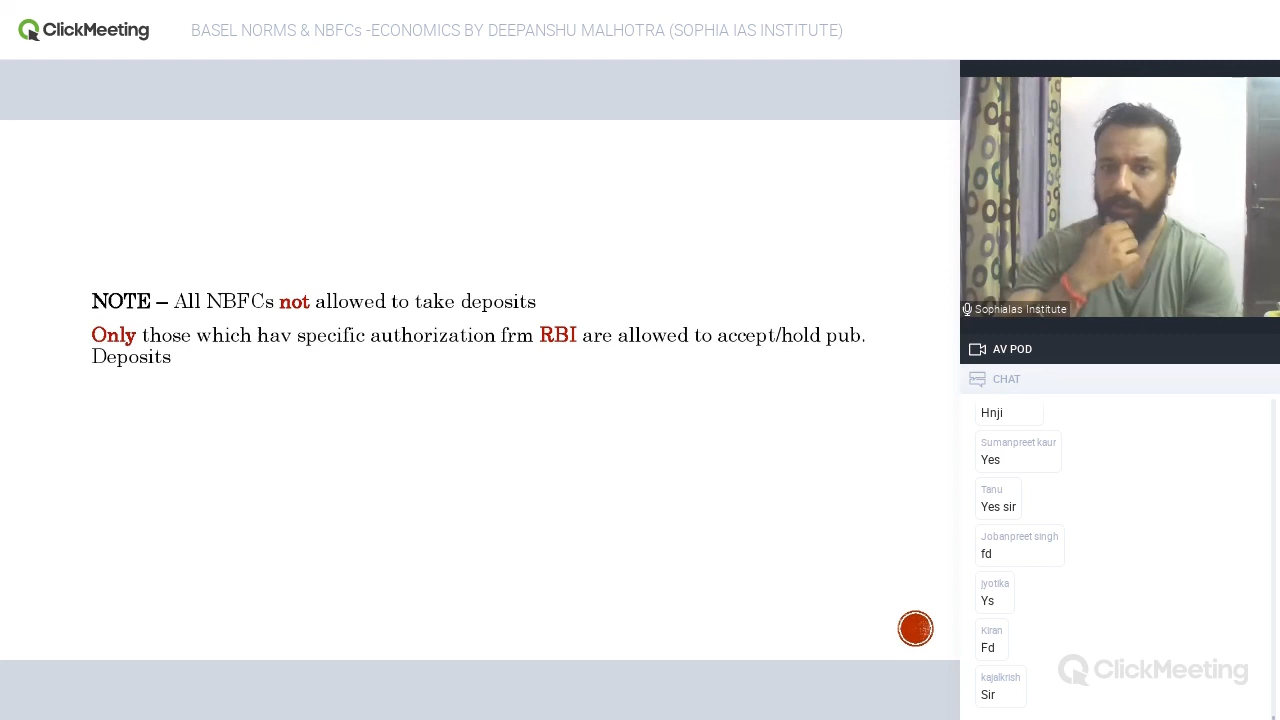 ClickMeeting
BASEL NORMS & NBFCs -ECONOMICS BY DEEPANSHU MALHOTRA (SOPHIA IAS INSTITUTE)
NOTE – All NBFCs not allowed to take deposits
Only those which hav specific authorization frm RBI are allowed to accept/hold pub.
Deposits
SophiaIas Institute
AV POD
CHAT
Hnji
Sumanpreet kaur
Yes
Tanu
Yes sir
Jobanpreet singh
fd
jyotika
Ys
Kiran
Fd
kajalkrish
Sir
ClickMeeting